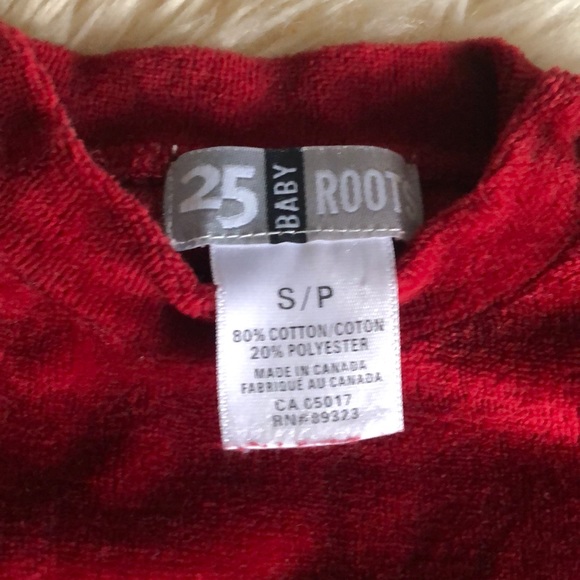 25 BABY ROOTS
S/P
80% COTTON/COTON
20% POLYESTER
MADE IN CANADA
FABRIQUÉ AU CANADA
CA 05017
RN# 89323